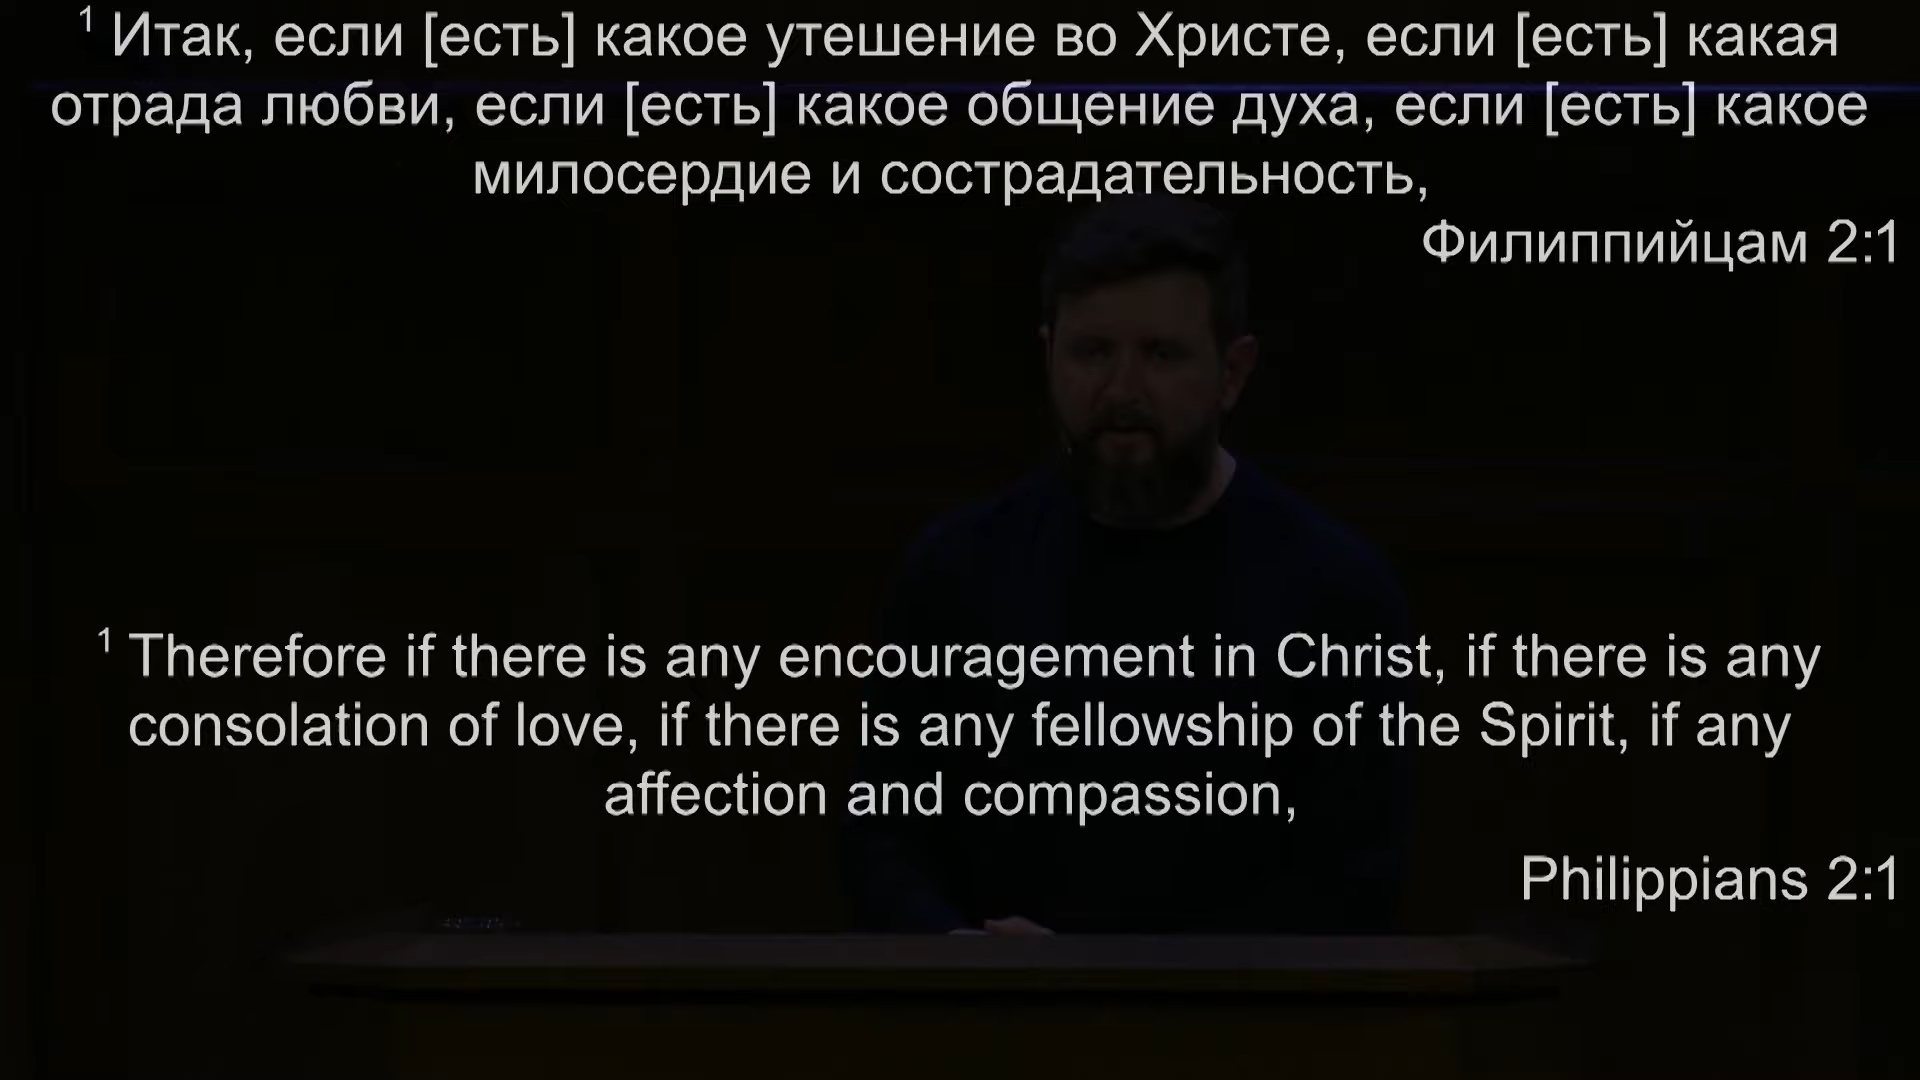 1 Итак, если [есть] какое утешение во Христе, если [есть] какая
отрада любви, если [есть] какое общение духа, если [есть] какое
милосердие и сострадательность,
Филиппийцам 2:1
1 Therefore if there is any encouragement in Christ, if there is any
consolation of love, if there is any fellowship of the Spirit, if any
affection and compassion,
Philippians 2:1